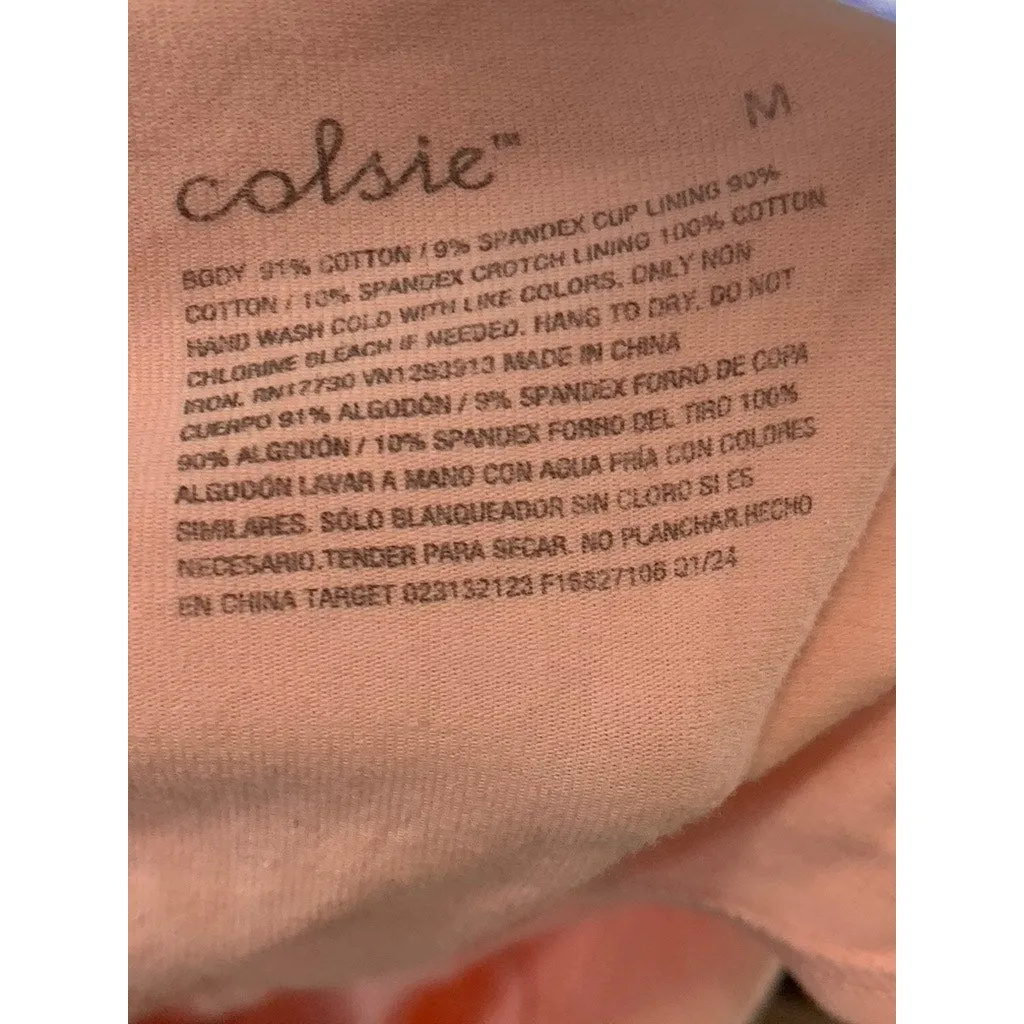 M
colsie™
BODY 91% COTTON / 9% SPANDEX CUP LINING 90%
COTTON / 10% SPANDEX CROTCH LINING 100% COTTON
HAND WASH COLD WITH LIKE COLORS. ONLY NON
CHLORINE BLEACH IF NEEDED. HANG TO DRY. DO NOT
IRON. RN17730 VN1293913 MADE IN CHINA
CUERPO 91% ALGODÓN / 9% SPANDEX FORRO DE COPA
90% ALGODÓN / 10% SPANDEX FORRO DEL TIRO 100%
ALGODÓN LAVAR A MANO CON AGUA FRÍA CON COLORES
SIMILARES. SÓLO BLANQUEADOR SIN CLORO SI ES
NECESARIO.TENDER PARA SECAR. NO PLANCHAR.HECHO
EN CHINA TARGET 023132123 F16827106 Q1/24